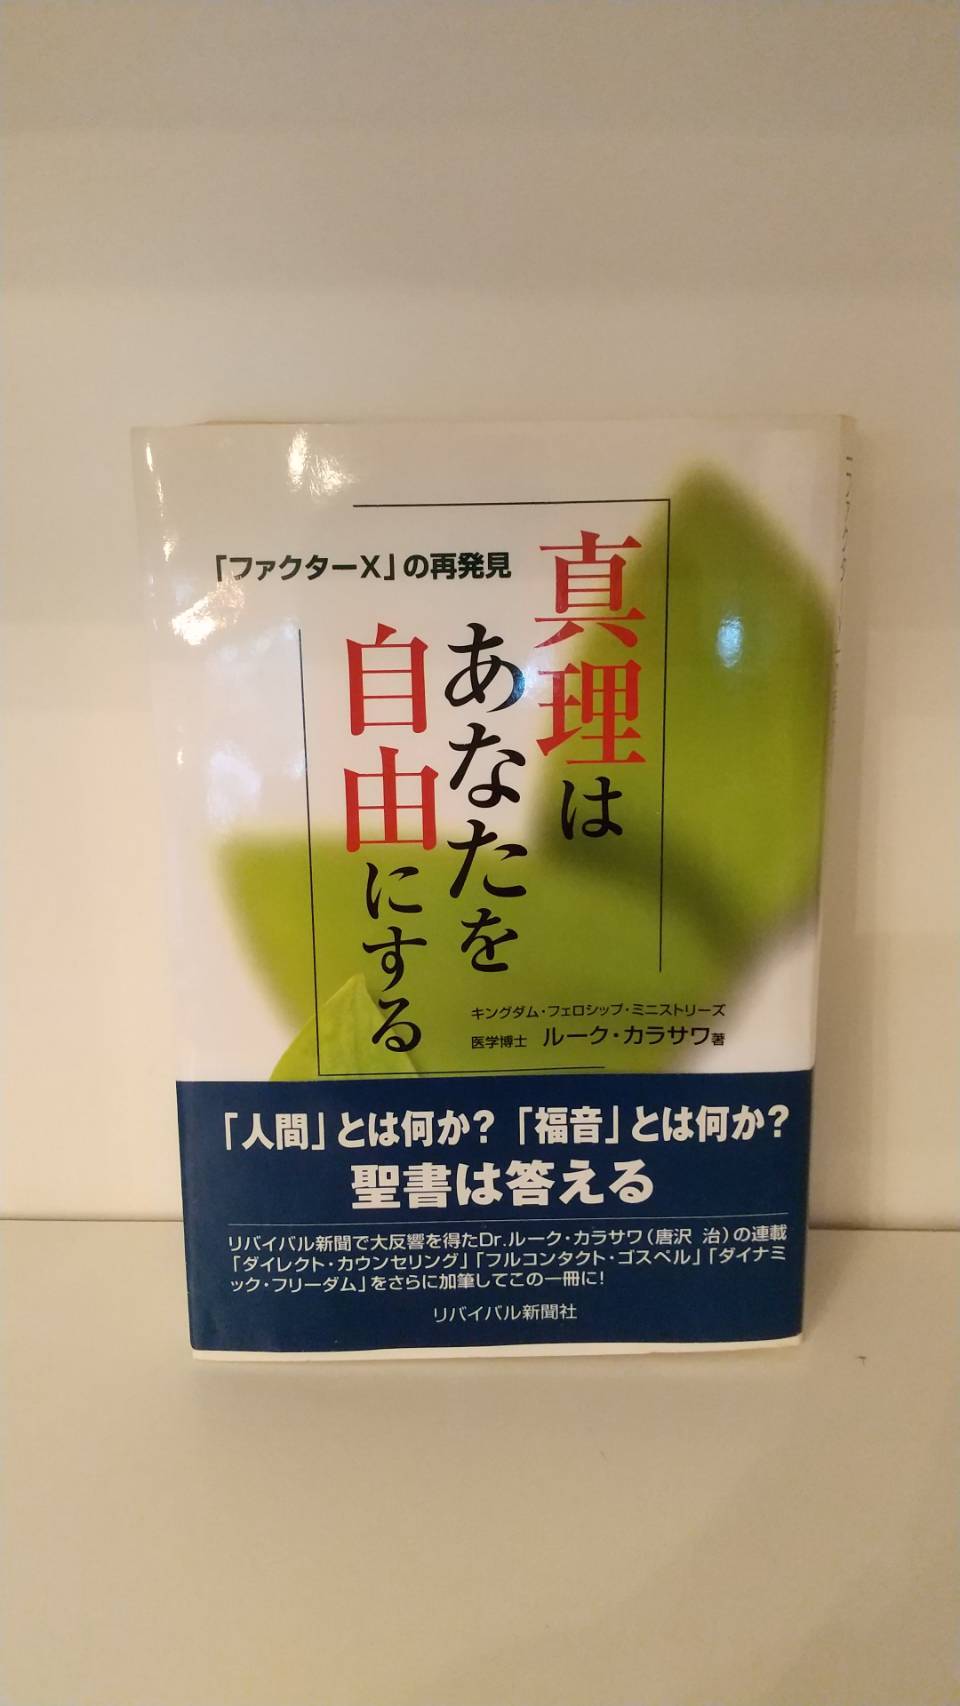 「ファクターX」の再発見
真理は
あなたを
自由にする
キングダム・フェロシップ・ミニストリーズ
医学博士 ルーク・カラサワ著
「人間」とは何か?「福音」とは何か?
聖書は答える
リバイバル新聞で大反響を得たDr.ルーク・カラサワ(唐沢 治)の連載
「ダイレクト・カウンセリング」「フルコンタクト・ゴスペル」「ダイナミ
ック・フリーダム」をさらに加筆してこの一冊に!
リバイバル新聞社